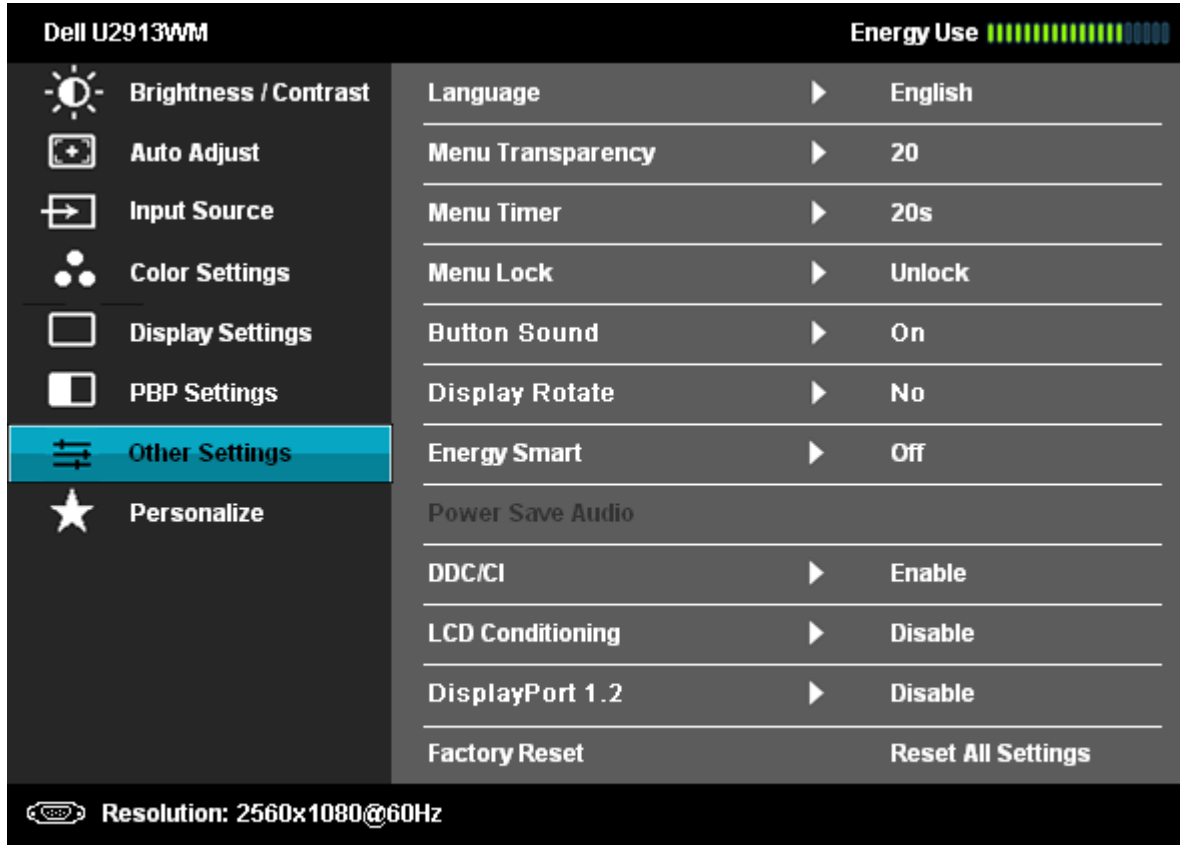 Dell U2913WM Energy Use
Brightness / Contrast Language English
Auto Adjust Menu Transparency 20
Input Source Menu Timer 20s
Color Settings Menu Lock Unlock
Display Settings Button Sound On
PBP Settings Display Rotate No
Other Settings Energy Smart Off
Personalize Power Save Audio
DDC/CI Enable
LCD Conditioning Disable
DisplayPort 1.2 Disable
Factory Reset Reset All Settings
Resolution: 2560x1080@60Hz